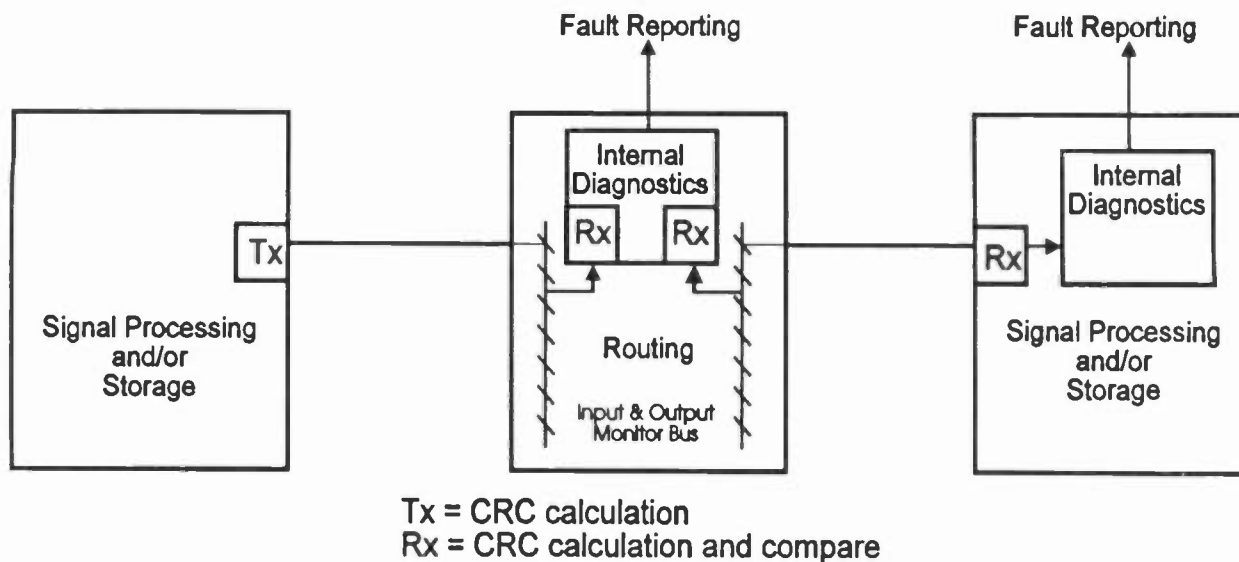 Fault Reporting
Fault Reporting
Internal
Diagnostics
Rx
Rx
Internal
Diagnostics
Tx
Rx
Signal Processing
and/or
Storage
Routing
Input & Output
Monitor Bus
Signal Processing
and/or
Storage
Tx = CRC calculation
Rx = CRC calculation and compare